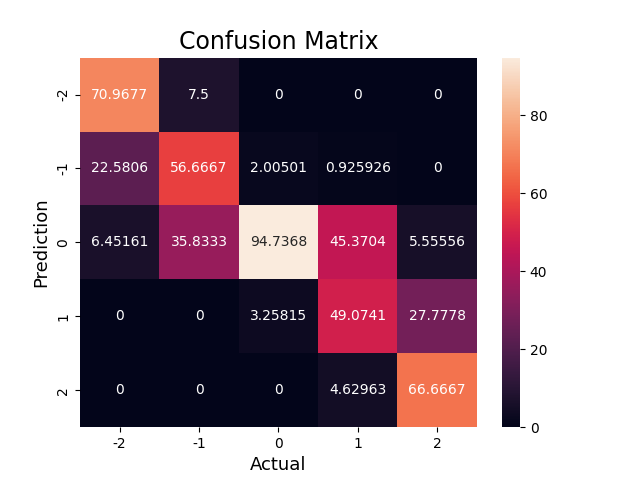 Confusion Matrix
-2 70.9677 7.5 0 0 0
-1 22.5806 56.6667 2.00501 0.925926 0
0 6.45161 35.8333 94.7368 45.3704 5.55556
1 0 0 3.25815 49.0741 27.7778
2 0 0 0 4.62963 66.6667
-2 -1 0 1 2
Prediction
Actual
80
60
40
20
0